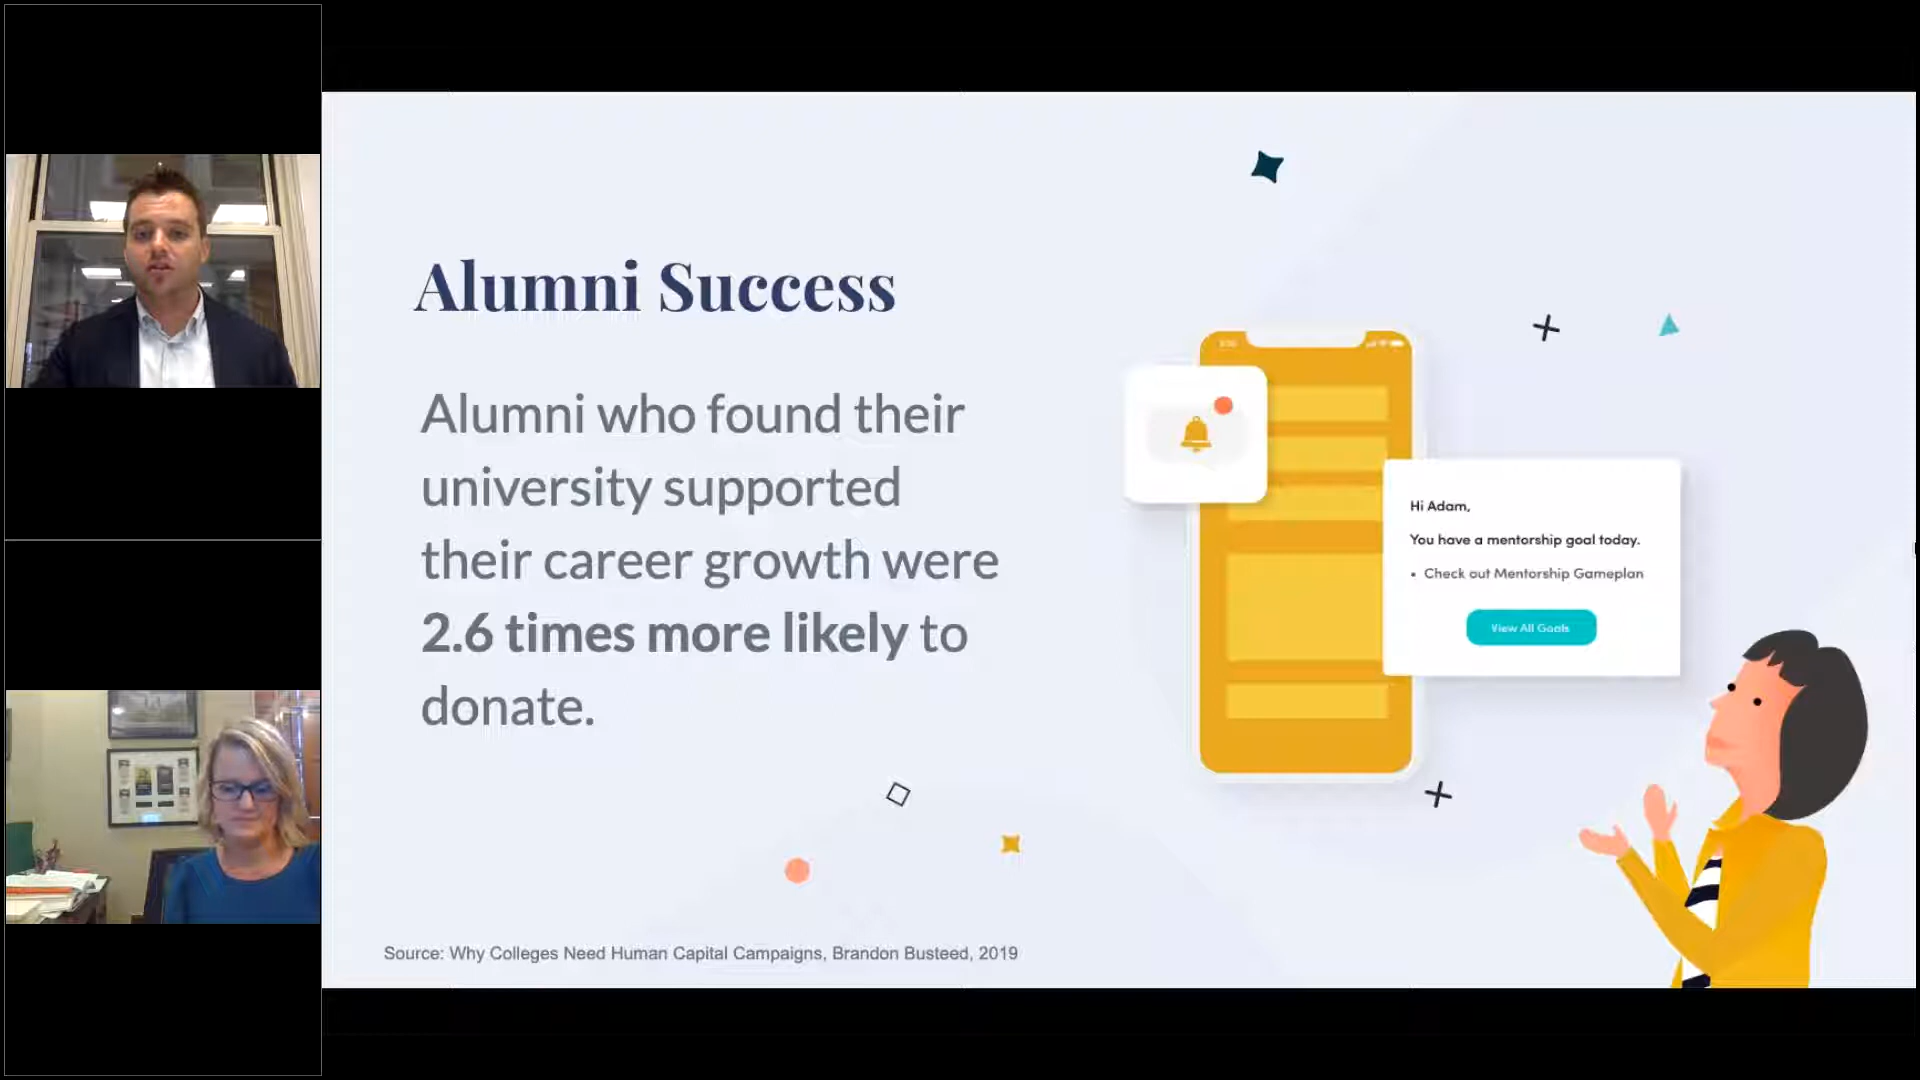 Alumni Success
Alumni who found their
university supported
their career growth were
2.6 times more likely to
donate.
Hi Adam,
You have a mentorship goal today.
• Check out Mentorship Gameplan
View All Goals
Source: Why Colleges Need Human Capital Campaigns, Brandon Busteed, 2019